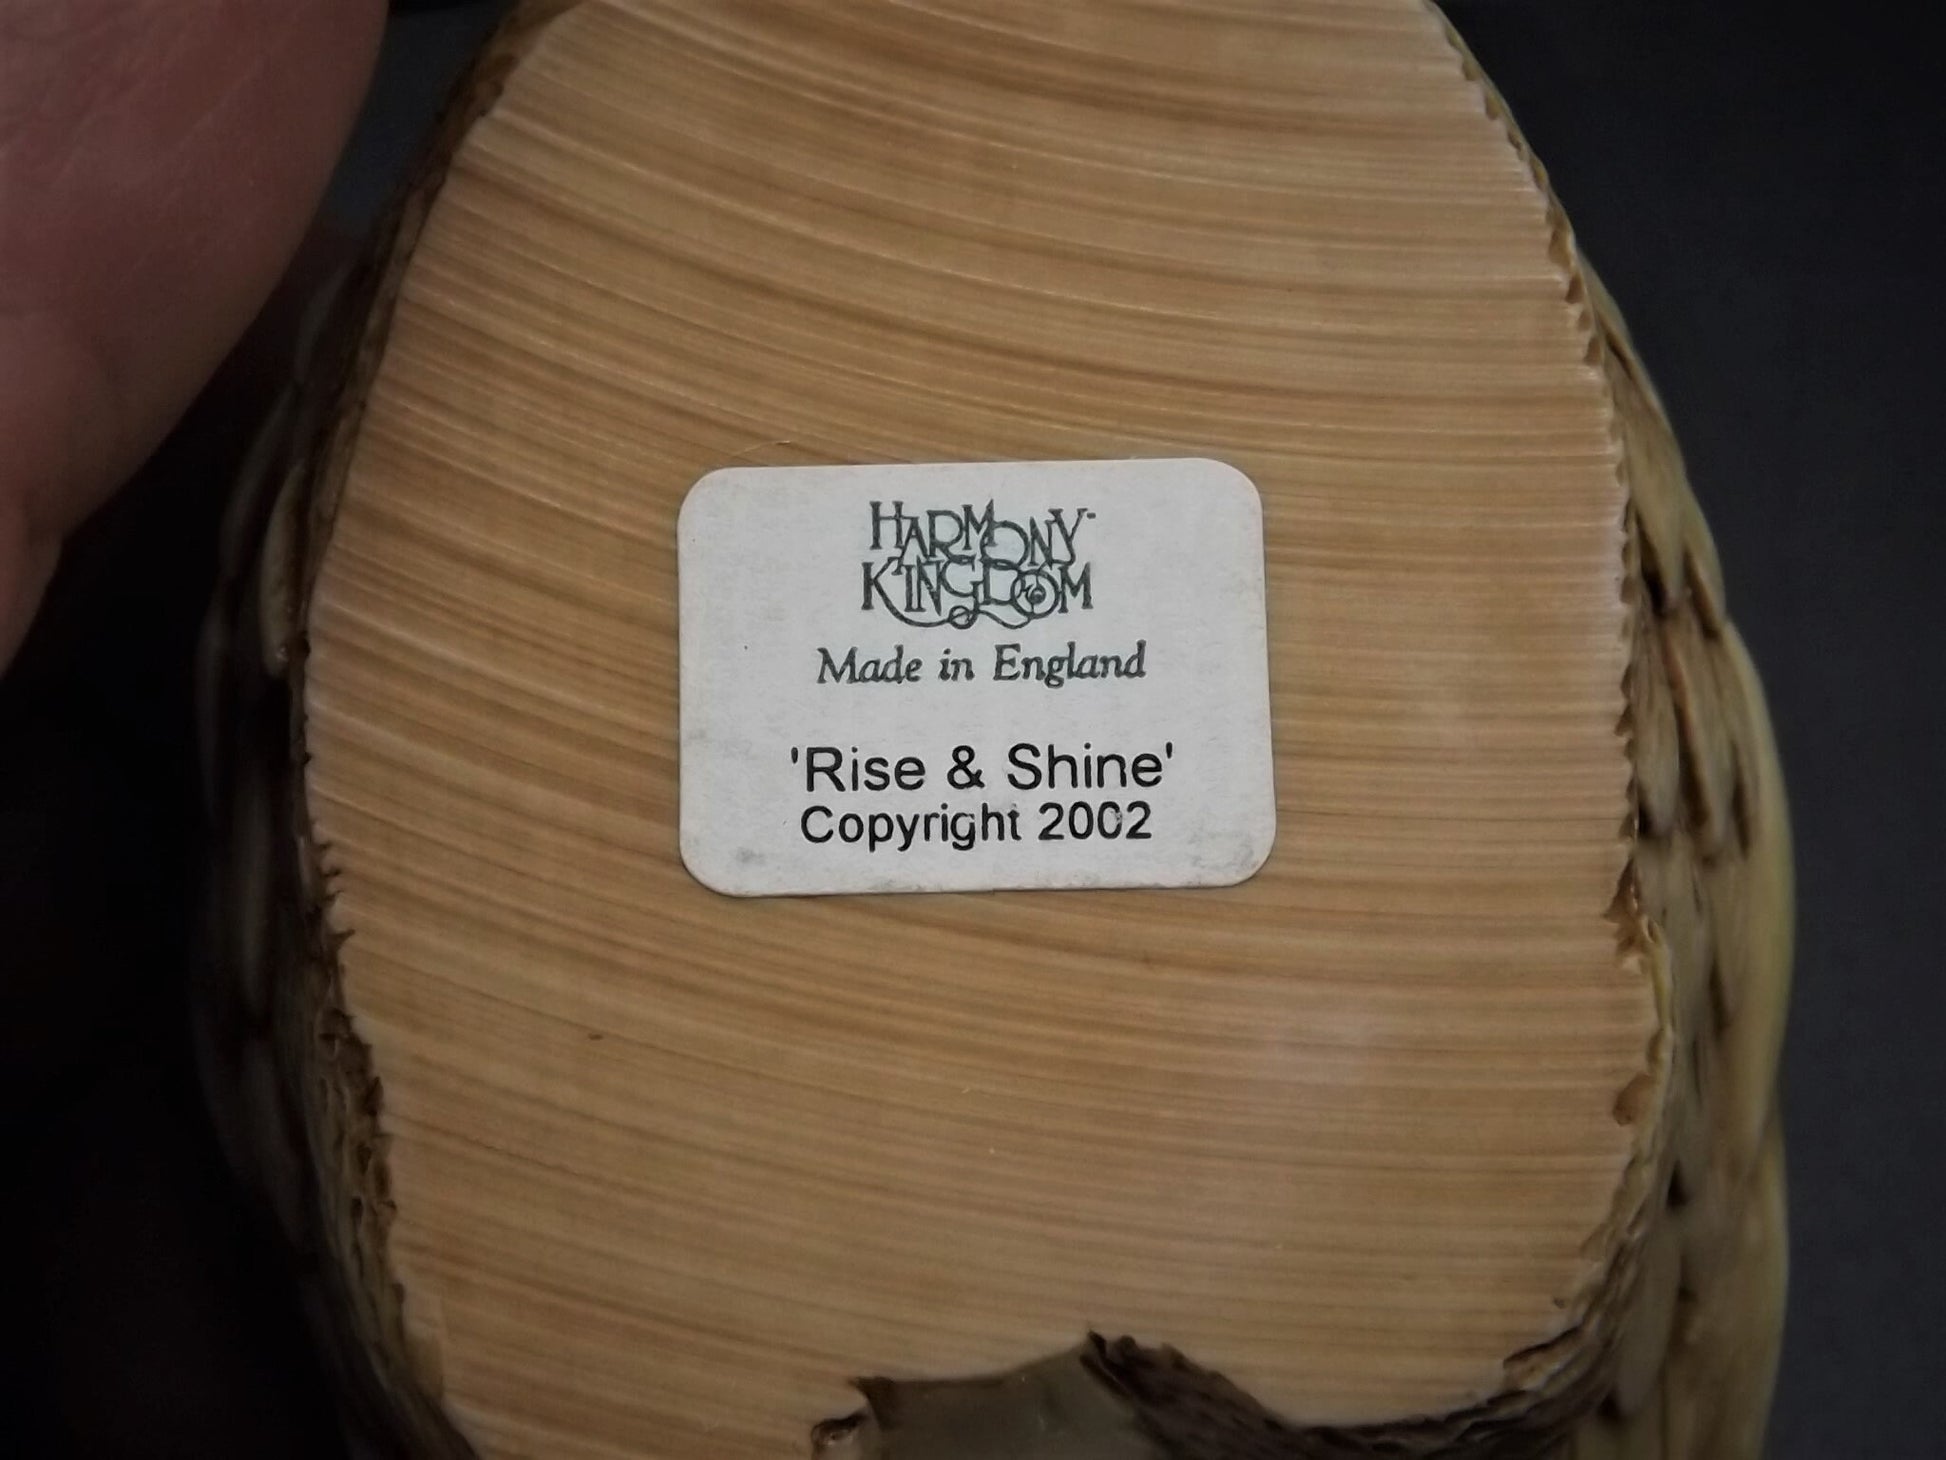 HARMONY
KINGDOM
Made in England
'Rise & Shine'
Copyright 2002